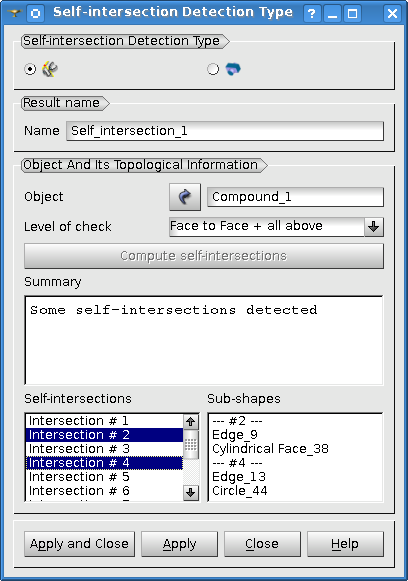 Self-intersection Detection Type
Self-intersection Detection Type
Result name
Name Self_intersection_1
Object And Its Topological Information
Object Compound_1
Level of check Face to Face + all above
Compute self-intersections
Summary
Some self-intersections detected
Self-intersections
Intersection # 1
Intersection # 2
Intersection # 3
Intersection # 4
Intersection # 5
Intersection # 6
Sub-shapes
--- #2 ---
Edge_9
Cylindrical Face_38
--- #4 ---
Edge_13
Circle_44
Apply and Close Apply Close Help